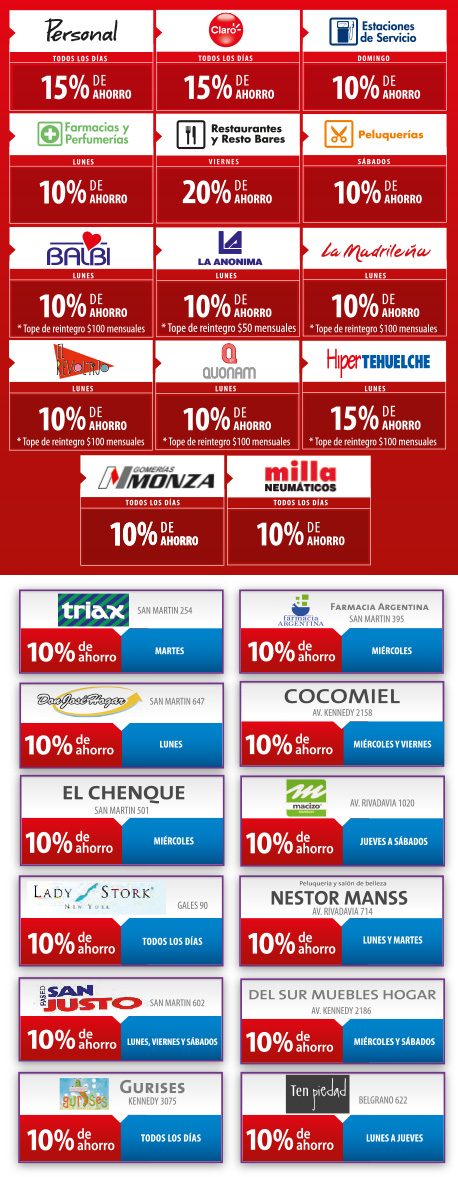 Personal
TODOS LOS DÍAS
15% DE AHORRO
Claro
TODOS LOS DÍAS
15% DE AHORRO
Estaciones
de Servicio
DOMINGO
10% DE AHORRO
Farmacias y
Perfumerías
LUNES
10% DE AHORRO
Restaurantes
y Resto Bares
VIERNES
20% DE AHORRO
Peluquerías
SÁBADOS
10% DE AHORRO
BALBI
LUNES
10% DE AHORRO
* Tope de reintegro $100 mensuales
LA ANONIMA
LUNES
10% DE AHORRO
* Tope de reintegro $50 mensuales
La Madrileña
LUNES
10% DE AHORRO
* Tope de reintegro $100 mensuales
EL REVOLTIJO
LUNES
10% DE AHORRO
* Tope de reintegro $100 mensuales
QUONAM
LUNES
10% DE AHORRO
* Tope de reintegro $100 mensuales
HiperTEHUELCHE
LUNES
15% DE AHORRO
* Tope de reintegro $100 mensuales
GOMERÍAS
MONZA
TODOS LOS DÍAS
10% DE AHORRO
milla
NEUMÁTICOS
TODOS LOS DÍAS
10% DE AHORRO
triax
SAN MARTIN 254
10% de ahorro
MARTES
farmacia
ARGENTINA
FARMACIA ARGENTINA
SAN MARTIN 395
10% de ahorro
MIÉRCOLES
Don José Hogar
SAN MARTIN 647
10% de ahorro
LUNES
COCOMIEL
AV. KENNEDY 2158
10% de ahorro
MIÉRCOLES Y VIERNES
EL CHENQUE
SAN MARTIN 501
10% de ahorro
MIÉRCOLES
macizo
AV. RIVADAVIA 1020
10% de ahorro
JUEVES A SÁBADOS
LADY STORK®
NEW YORK
GALES 90
10% de ahorro
TODOS LOS DÍAS
Peluquería y salón de belleza
NESTOR MANSS
AV. RIVADAVIA 714
10% de ahorro
LUNES Y MARTES
PASEO
SAN
JUSTO
SAN MARTIN 602
10% de ahorro
LUNES, VIERNES Y SÁBADOS
DEL SUR MUEBLES HOGAR
AV. KENNEDY 2186
10% de ahorro
MIÉRCOLES Y SÁBADOS
gurises
GURISES
KENNEDY 3075
10% de ahorro
TODOS LOS DÍAS
Ten piedad
BELGRANO 622
10% de ahorro
LUNES A JUEVES